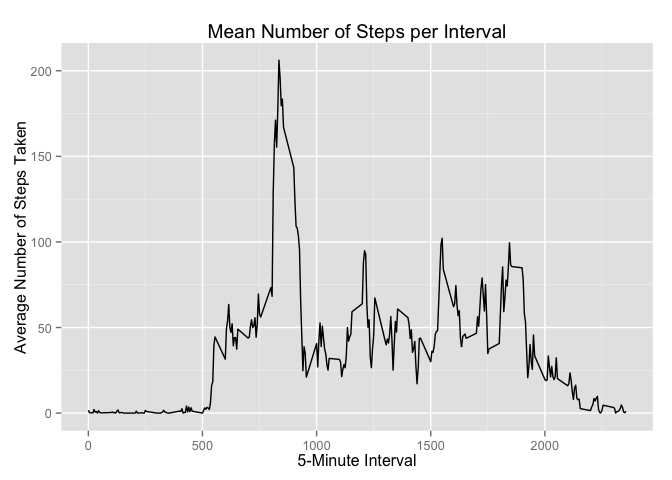 Mean Number of Steps per Interval
Average Number of Steps Taken
200
150
100
50
0
0 500 1000 1500 2000
5-Minute Interval